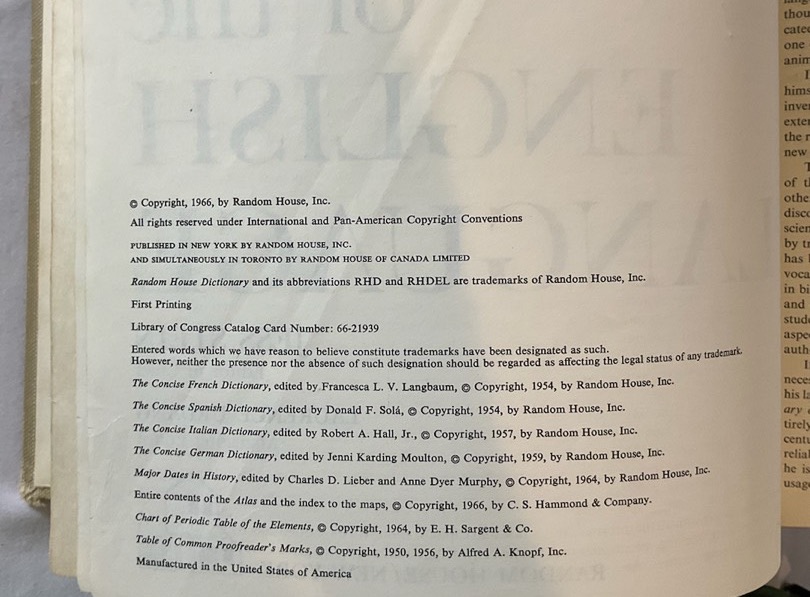 © Copyright, 1966, by Random House, Inc.
All rights reserved under International and Pan-American Copyright Conventions
PUBLISHED IN NEW YORK BY RANDOM HOUSE, INC.
AND SIMULTANEOUSLY IN TORONTO BY RANDOM HOUSE OF CANADA LIMITED
Random House Dictionary and its abbreviations RHD and RHDEL are trademarks of Random House, Inc.
First Printing
Library of Congress Catalog Card Number: 66-21939
Entered words which we have reason to believe constitute trademarks have been designated as such.
However, neither the presence nor the absence of such designation should be regarded as affecting the legal status of any trademark.
The Concise French Dictionary, edited by Francesca L. V. Langbaum, © Copyright, 1954, by Random House, Inc.
The Concise Spanish Dictionary, edited by Donald F. Solá, © Copyright, 1954, by Random House, Inc.
The Concise Italian Dictionary, edited by Robert A. Hall, Jr., © Copyright, 1957, by Random House, Inc.
The Concise German Dictionary, edited by Jenni Karding Moulton, © Copyright, 1959, by Random House, Inc.
Major Dates in History, edited by Charles D. Lieber and Anne Dyer Murphy, © Copyright, 1964, by Random House, Inc.
Entire contents of the Atlas and the index to the maps, © Copyright, 1966, by C. S. Hammond & Company.
Chart of Periodic Table of the Elements, © Copyright, 1964, by E. H. Sargent & Co.
Table of Common Proofreader's Marks, © Copyright, 1950, 1956, by Alfred A. Knopf, Inc.
Manufactured in the United States of America
one
new
of
by
has
in
and
he is